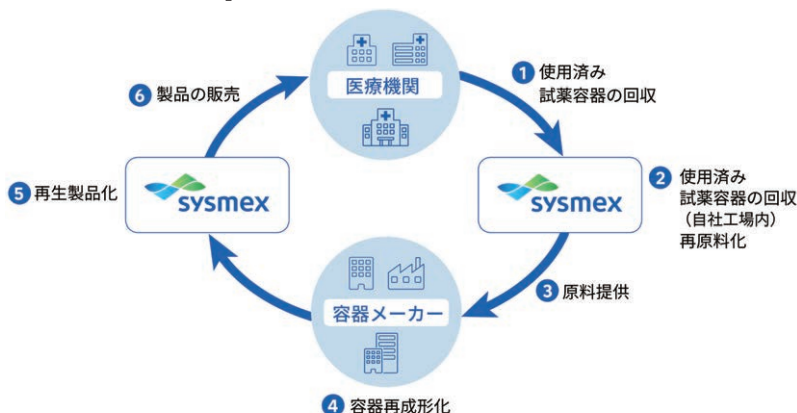 医療機関
❶ 使用済み
試薬容器の回収
sysmex
❷ 使用済み
試薬容器の回収
（自社工場内）
再原料化
❸ 原料提供
容器メーカー
❹ 容器再成形化
❺ 再生製品化
sysmex
❻ 製品の販売